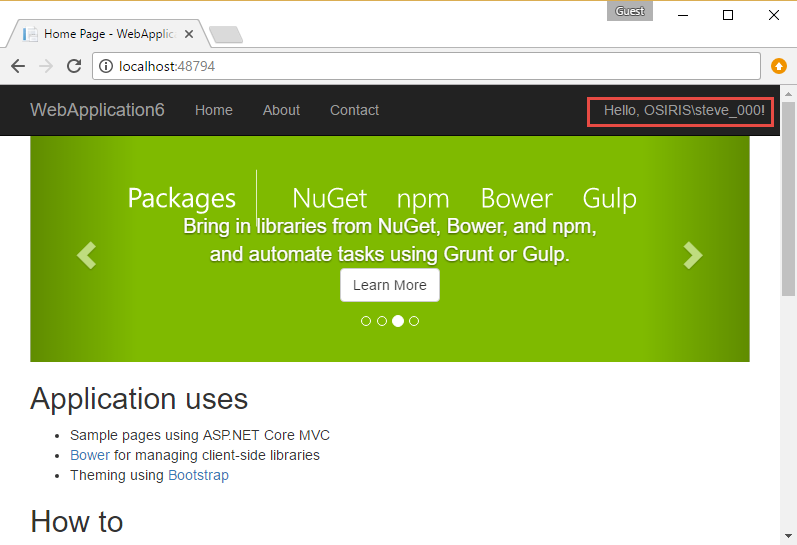 Guest
Home Page - WebApplic
localhost:48794
WebApplication6 Home About Contact Hello, OSIRIS\steve_000!
Packages NuGet npm Bower Gulp
Bring in libraries from NuGet, Bower, and npm,
and automate tasks using Grunt or Gulp.
Learn More
Application uses
Sample pages using ASP.NET Core MVC
Bower for managing client-side libraries
Theming using Bootstrap
How to